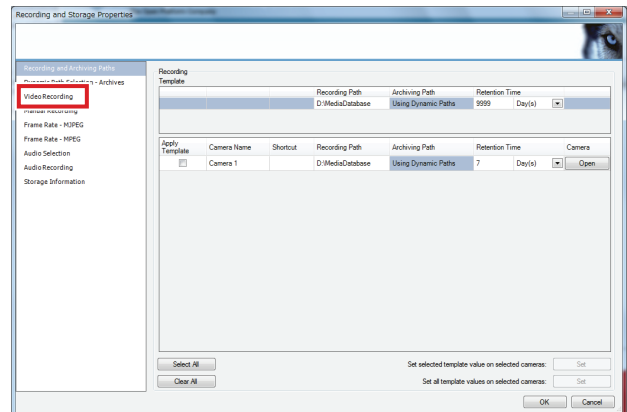 Recording and Storage Properties
Recording and Archiving Paths
Dynamic Path Selection - Archives
Video Recording
Manual Recording
Frame Rate - MJPEG
Frame Rate - MPEG
Audio Selection
Audio Recording
Storage Information
Recording
Template
Recording Path Archiving Path Retention Time
D:\MediaDatabase Using Dynamic Paths 9999 Day(s)
Apply Template Camera Name Shortcut Recording Path Archiving Path Retention Time Camera
Camera 1 D:\MediaDatabase Using Dynamic Paths 7 Day(s) Open
Select All Set selected template value on selected cameras: Set
Clear All Set all template values on selected cameras: Set
OK Cancel